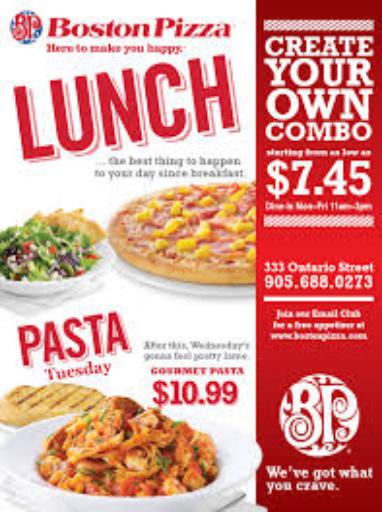 BP Boston Pizza
Here to make you happy.
LUNCH
... the best thing to happen
to your day since breakfast.
CREATE
YOUR
OWN
COMBO
starting from as low as
$7.45
Dine-in Mon-Fri 11am-3pm
333 Ontario Street
905.688.0273
Join our Email Club
for a free appetizer at
www.bostonpizza.com
PASTA
Tuesday
After this, Wednesday's
gonna feel pretty lame.
GOURMET PASTA
$10.99
BP
We've got what
you crave.